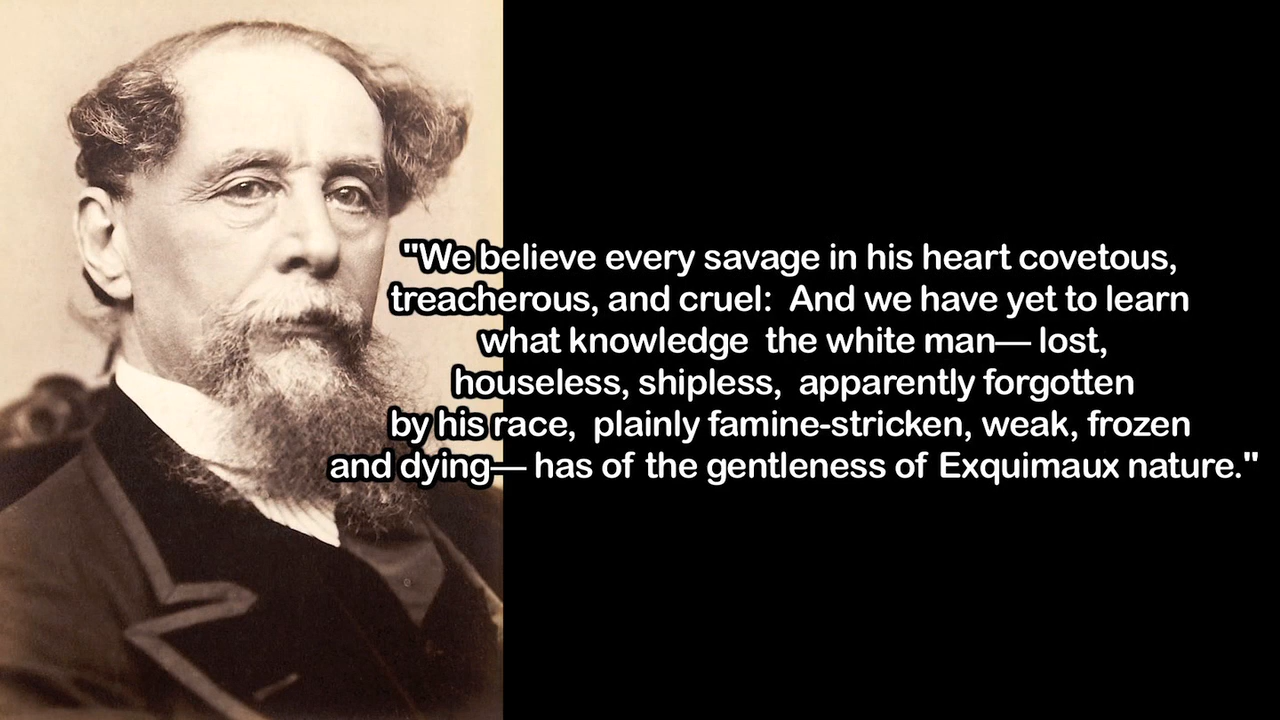 "We believe every savage in his heart covetous,
treacherous, and cruel:  And we have yet to learn
what knowledge  the white man— lost,
houseless, shipless,  apparently forgotten
by his race,  plainly famine-stricken, weak, frozen
and dying— has of the gentleness of Exquimaux nature."